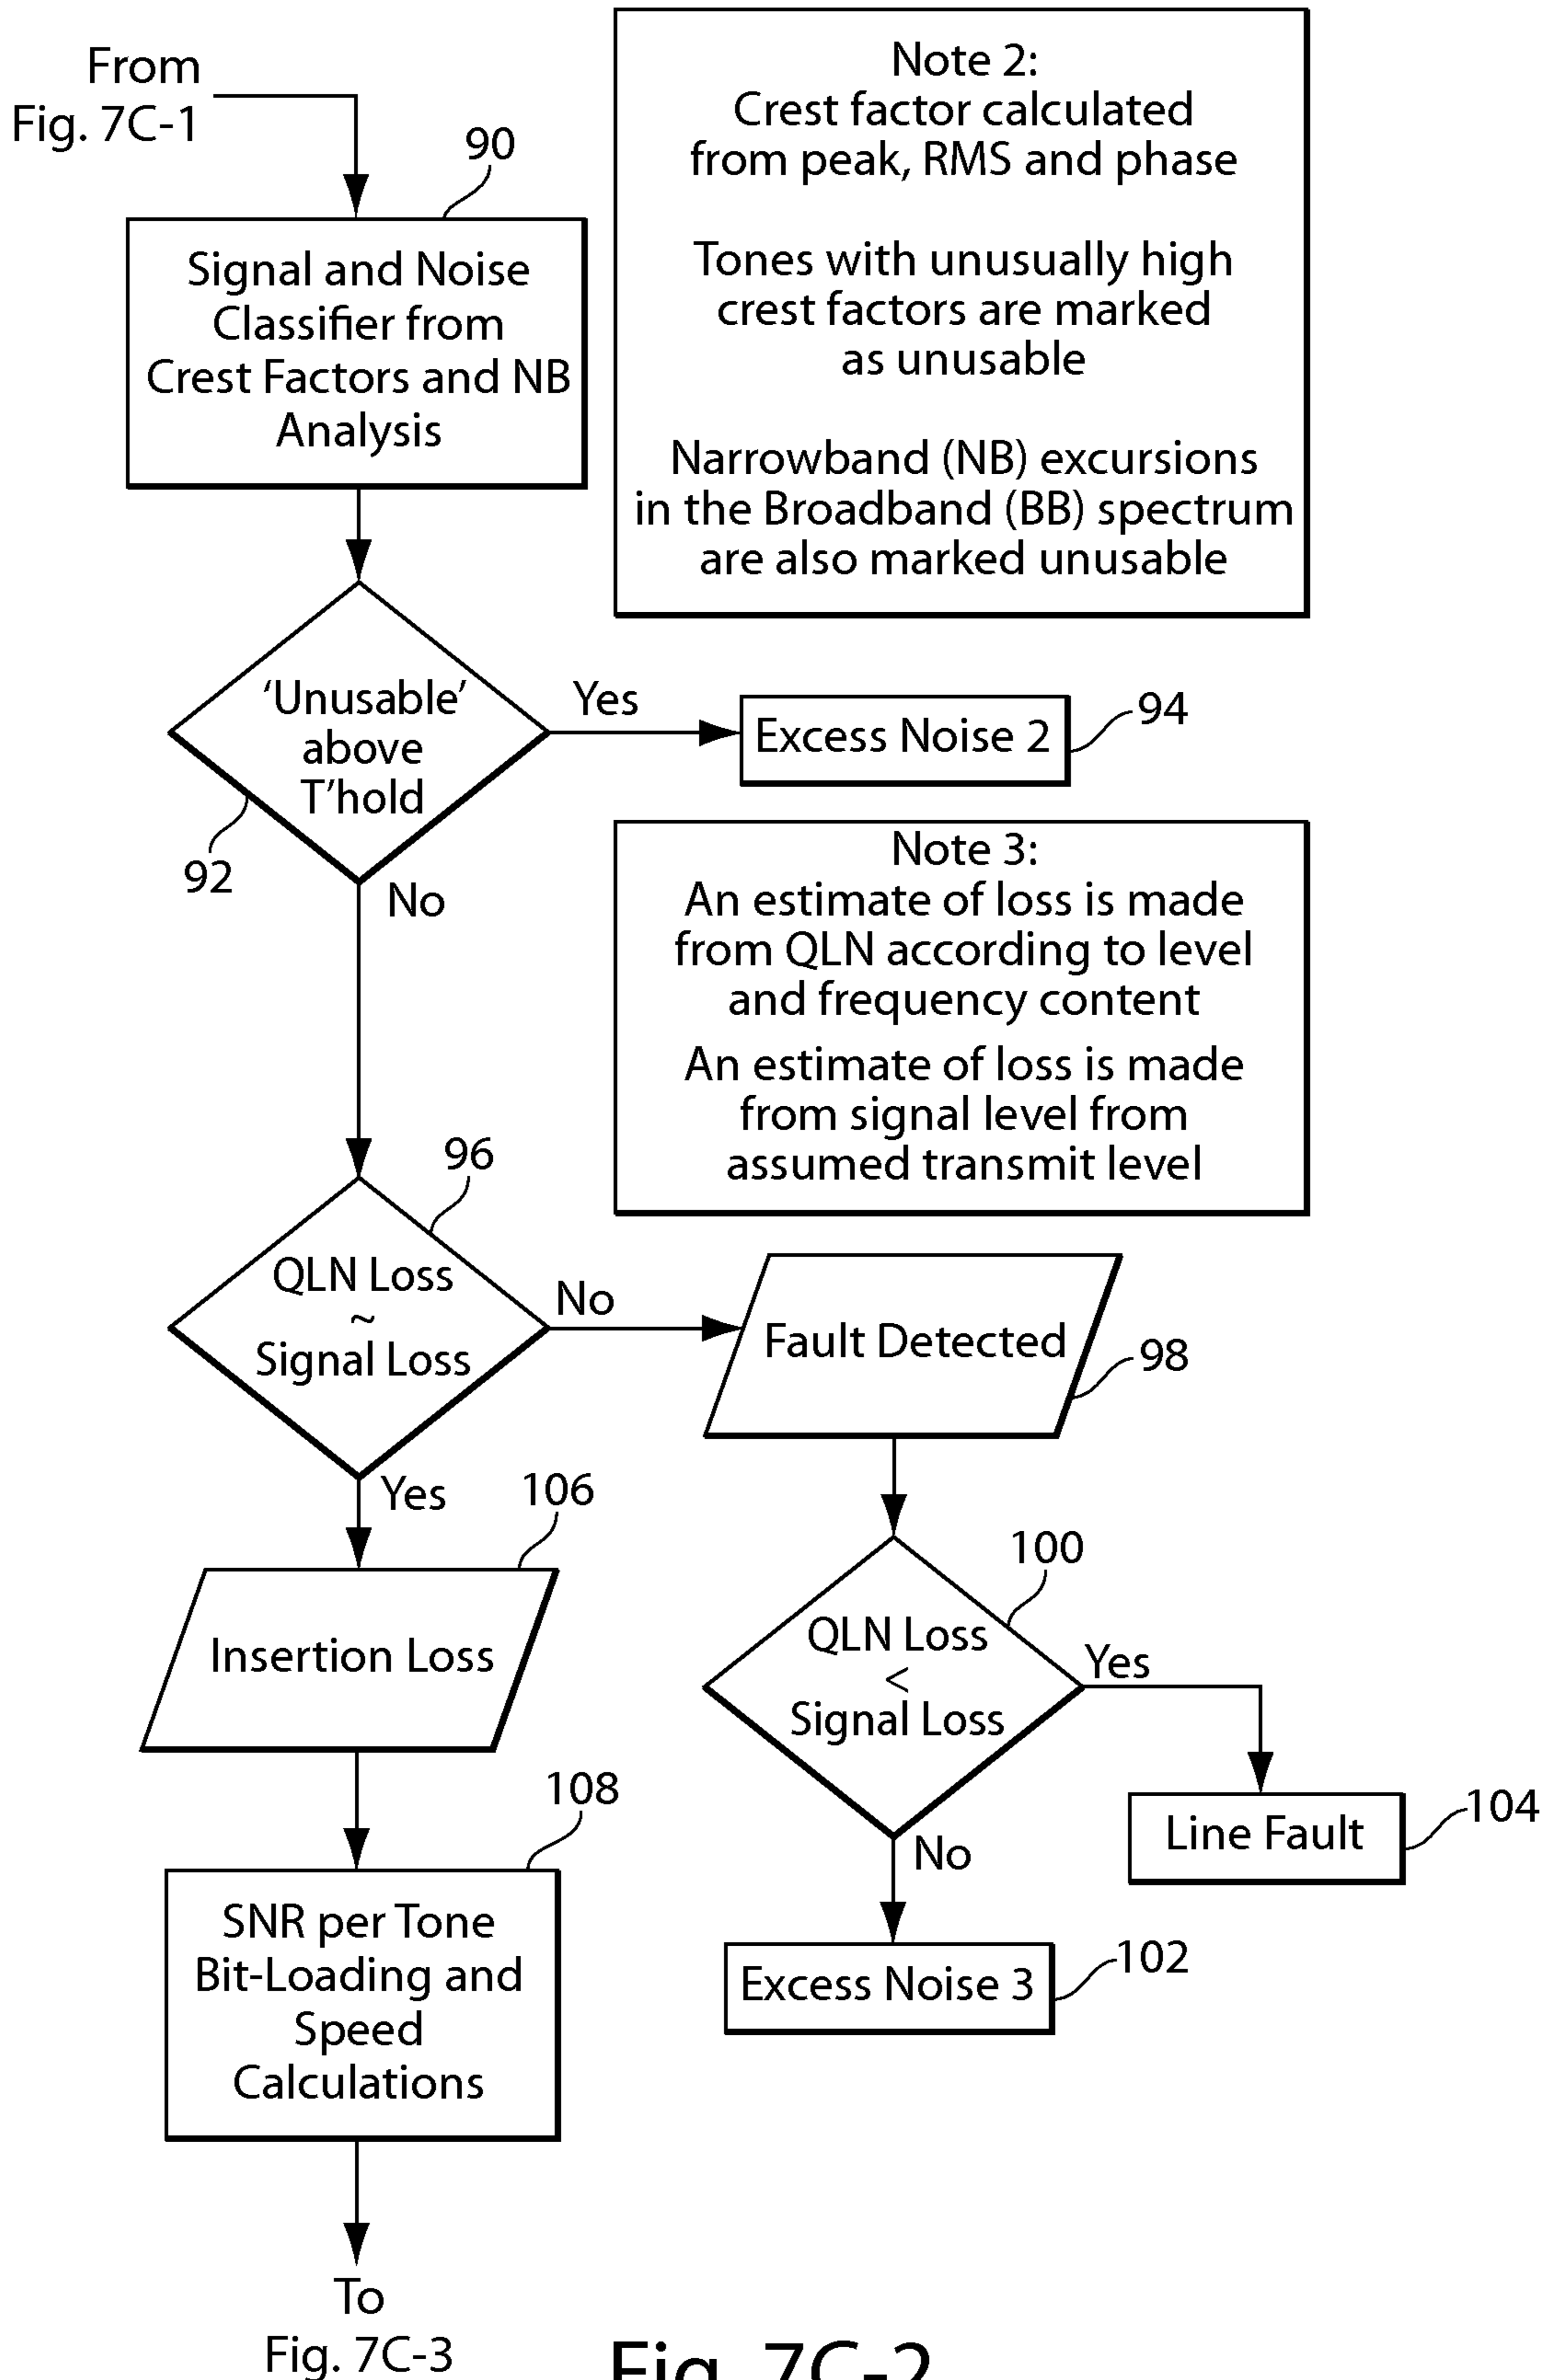 From
Fig. 7C-1
90
Signal and Noise
Classifier from
Crest Factors and NB
Analysis
Note 2:
Crest factor calculated
from peak, RMS and phase
Tones with unusually high
crest factors are marked
as unusable
Narrowband (NB) excursions
in the Broadband (BB) spectrum
are also marked unusable
'Unusable'
above
T'hold
92
Yes
Excess Noise 2
94
No
Note 3:
An estimate of loss is made
from QLN according to level
and frequency content
An estimate of loss is made
from signal level from
assumed transmit level
96
QLN Loss
~
Signal Loss
No
Fault Detected
98
Yes
106
Insertion Loss
100
QLN Loss
<
Signal Loss
Yes
Line Fault
104
No
Excess Noise 3
102
108
SNR per Tone
Bit-Loading and
Speed
Calculations
To
Fig. 7C-3
Fig. 7C-2